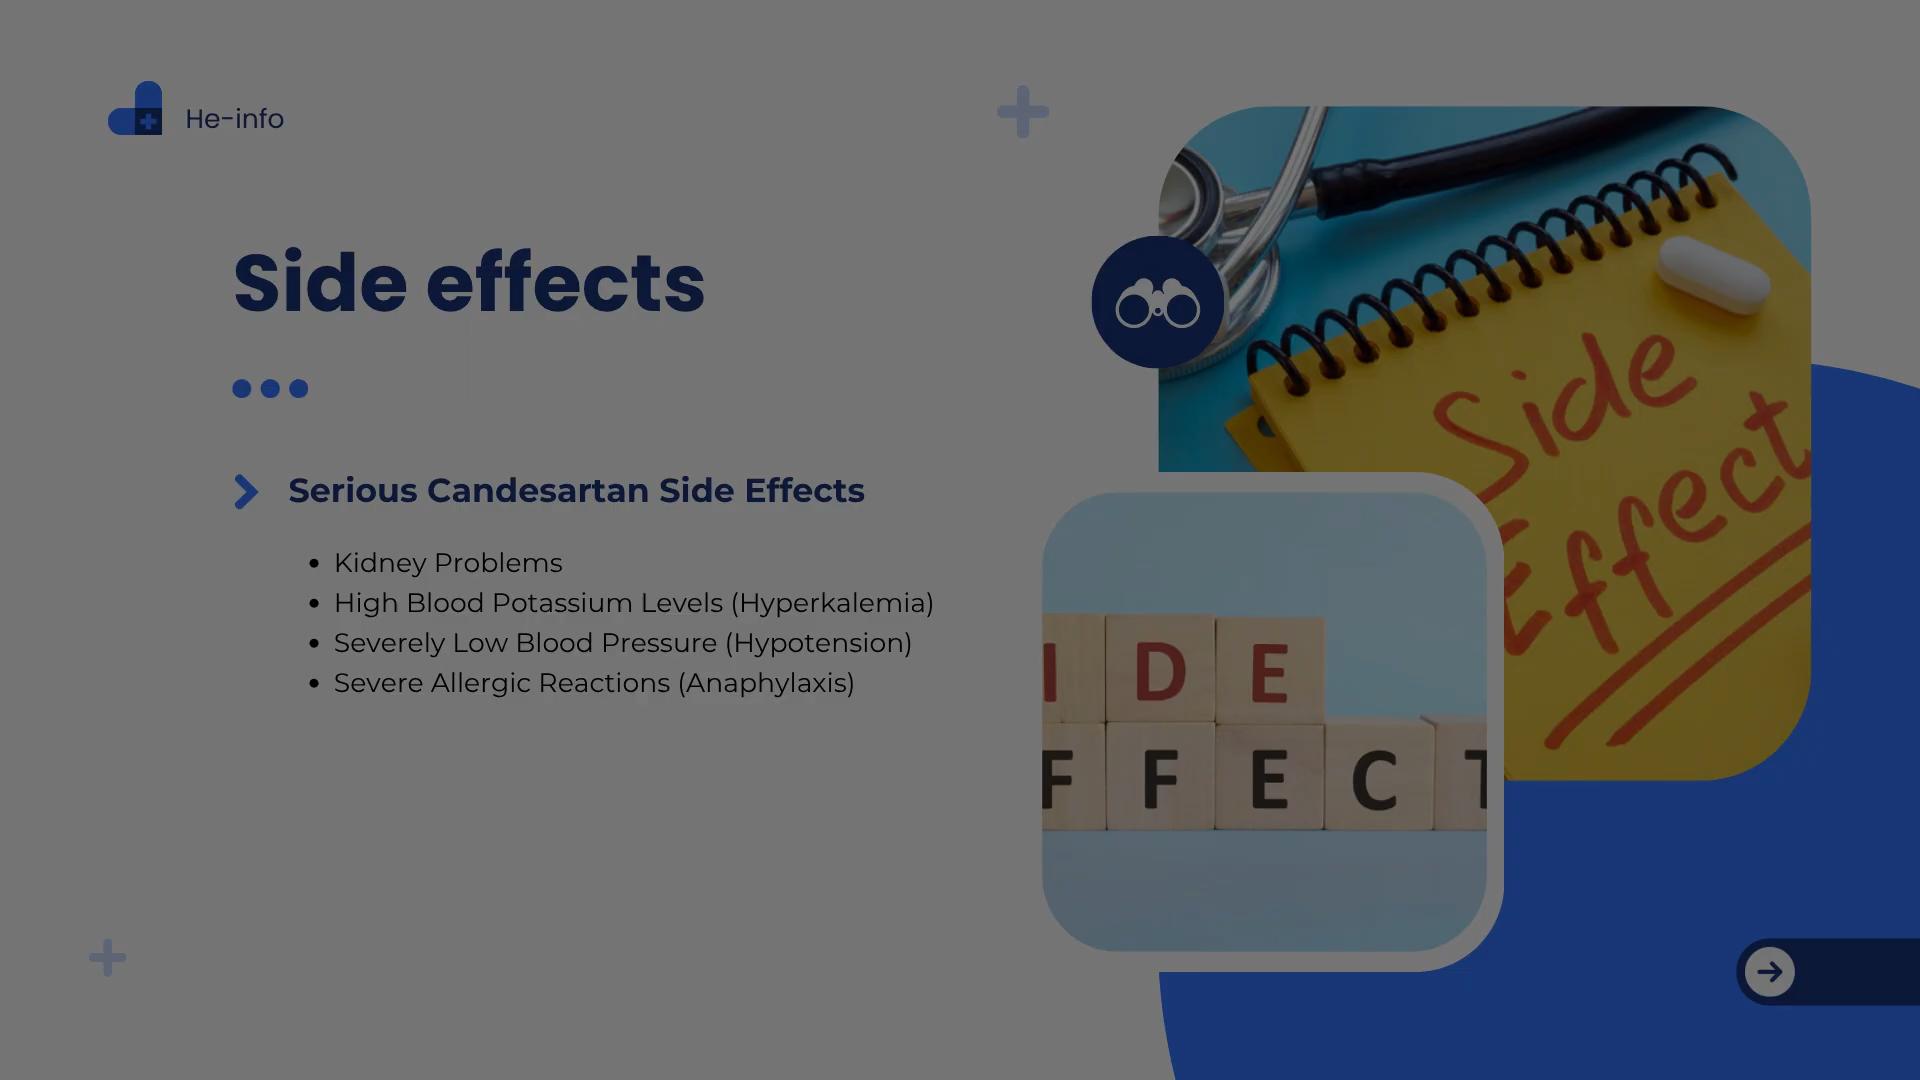 He-info
Side effects
Serious Candesartan Side Effects
Kidney Problems
High Blood Potassium Levels (Hyperkalemia)
Severely Low Blood Pressure (Hypotension)
Severe Allergic Reactions (Anaphylaxis)
Side
Effect
IDE
FFECT